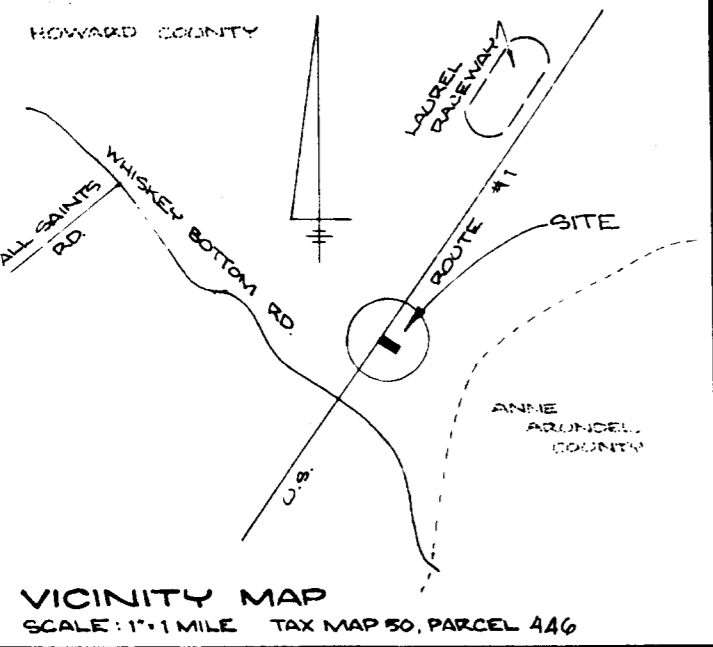 HOWARD COUNTY
LAUREL
RACEWAY
WHISKEY BOTTOM RD.
ALL SAINTS
RD.
U.S. ROUTE #1
SITE
ANNE
ARUNDEL
COUNTY
VICINITY MAP
SCALE: 1"=1 MILE TAX MAP 50, PARCEL 446